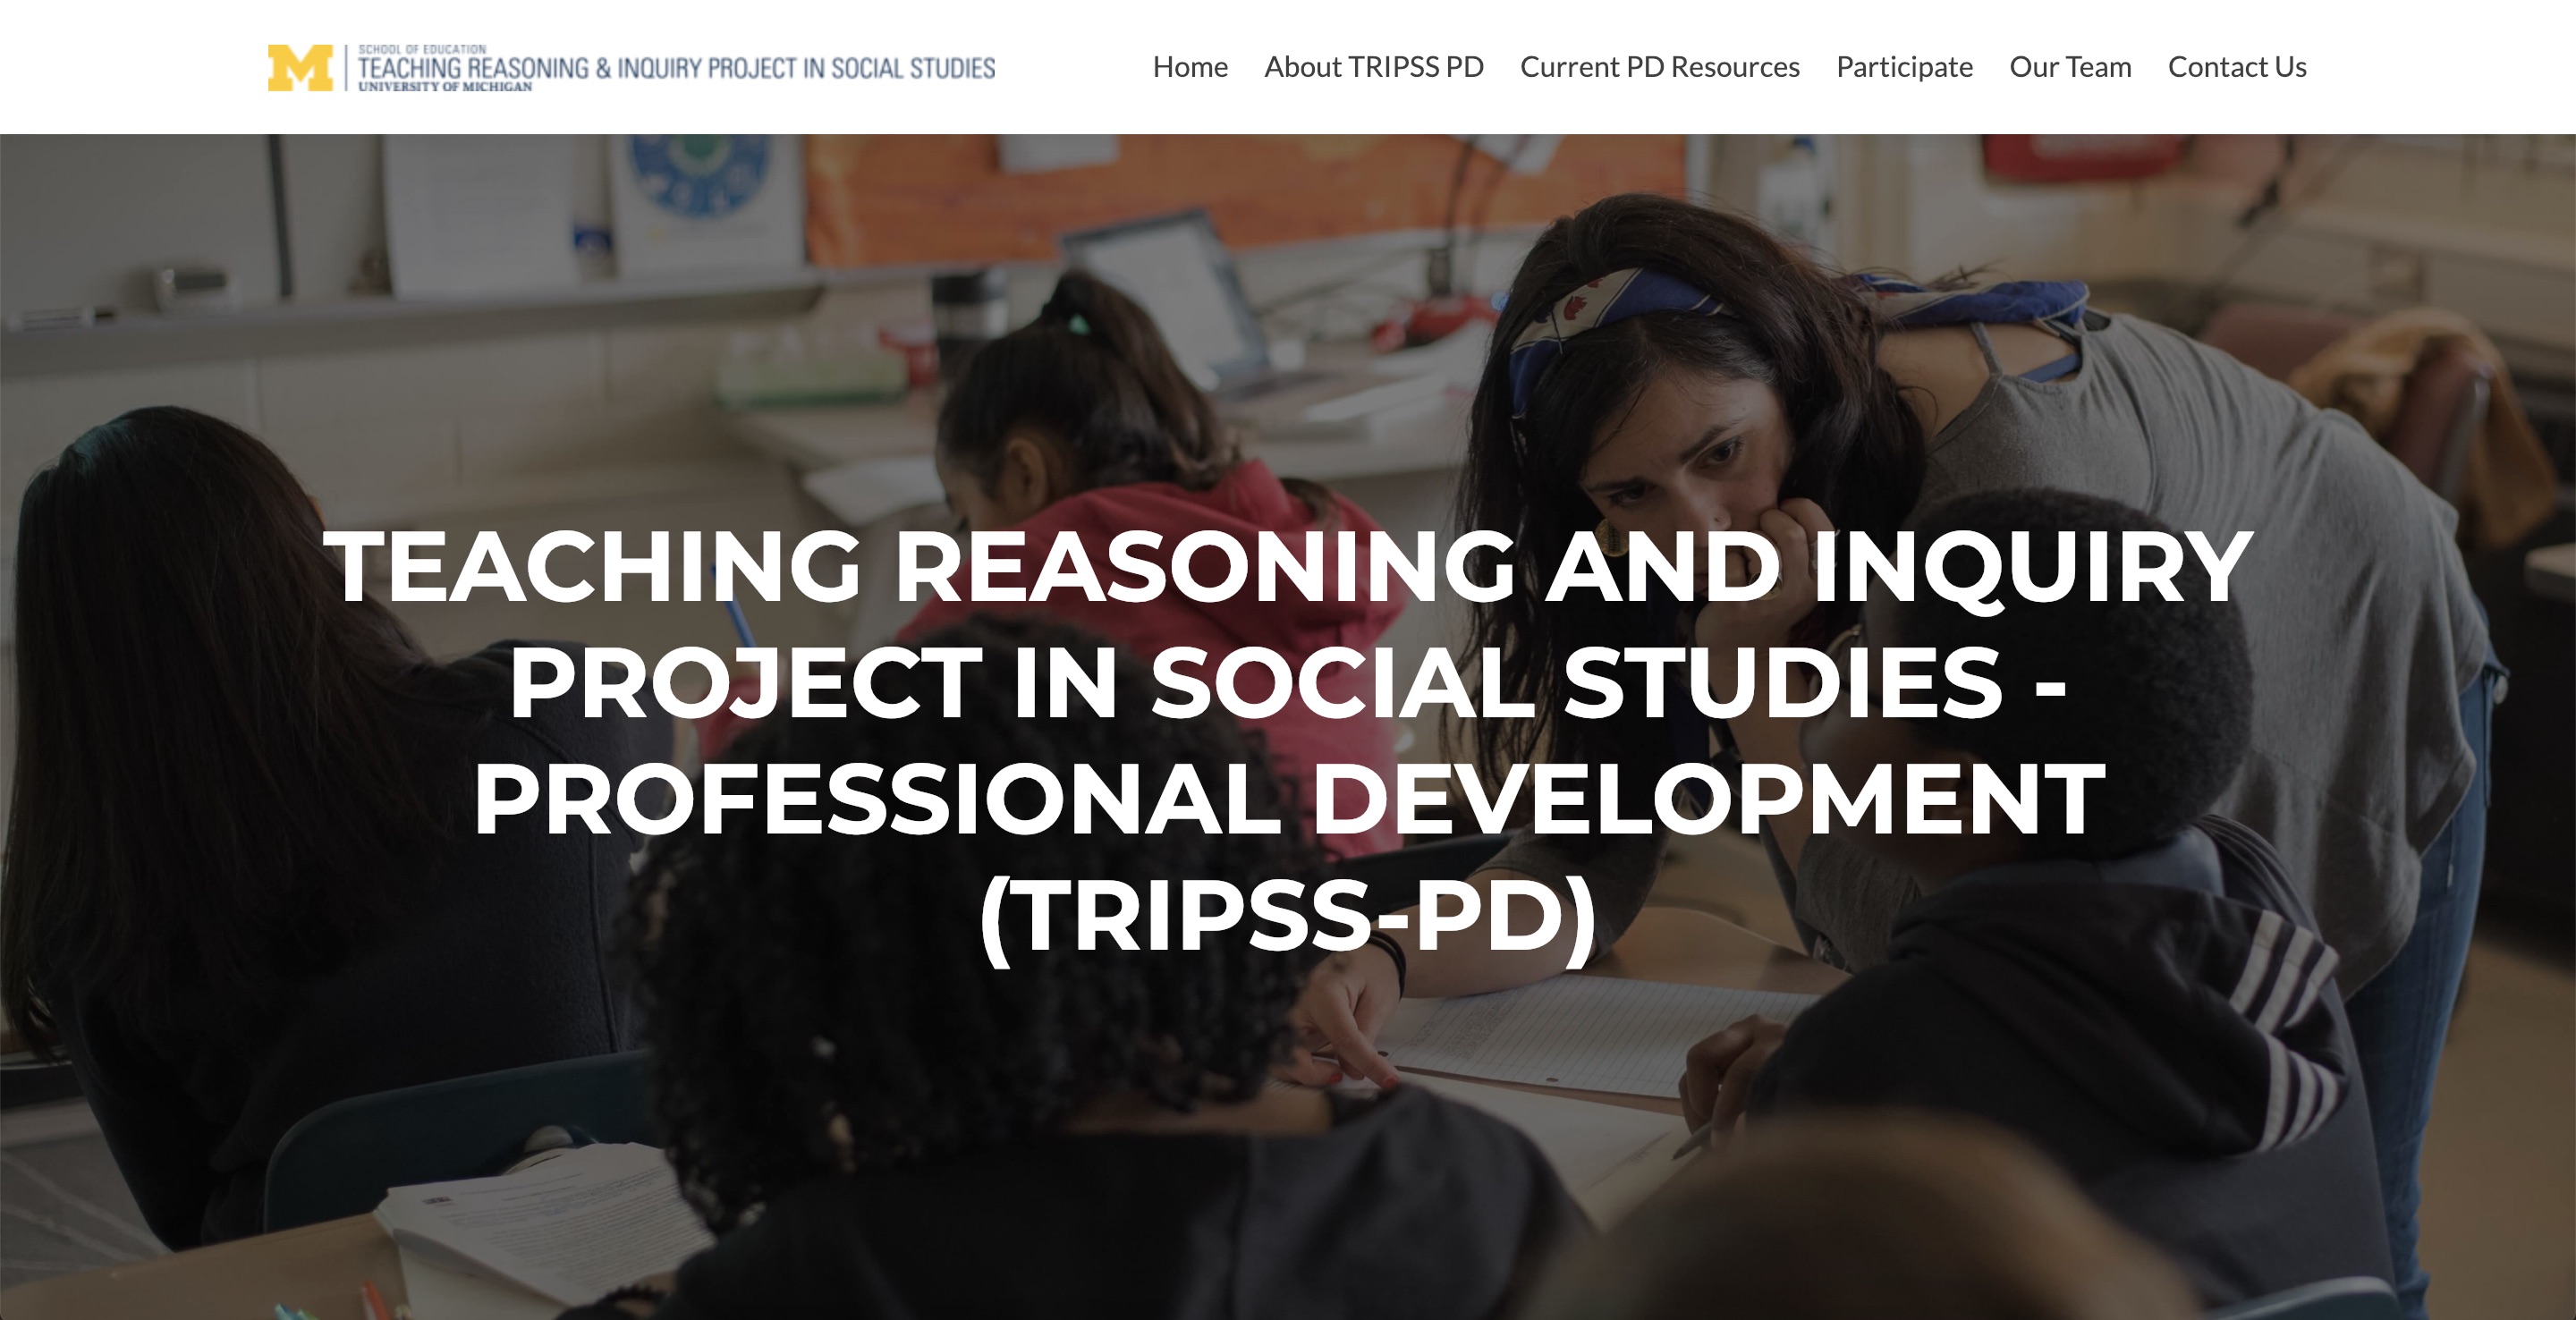 SCHOOL OF EDUCATION
TEACHING REASONING & INQUIRY PROJECT IN SOCIAL STUDIES
UNIVERSITY OF MICHIGAN
Home About TRIPSS PD Current PD Resources Participate Our Team Contact Us
TEACHING REASONING AND INQUIRY
PROJECT IN SOCIAL STUDIES -
PROFESSIONAL DEVELOPMENT
(TRIPSS-PD)